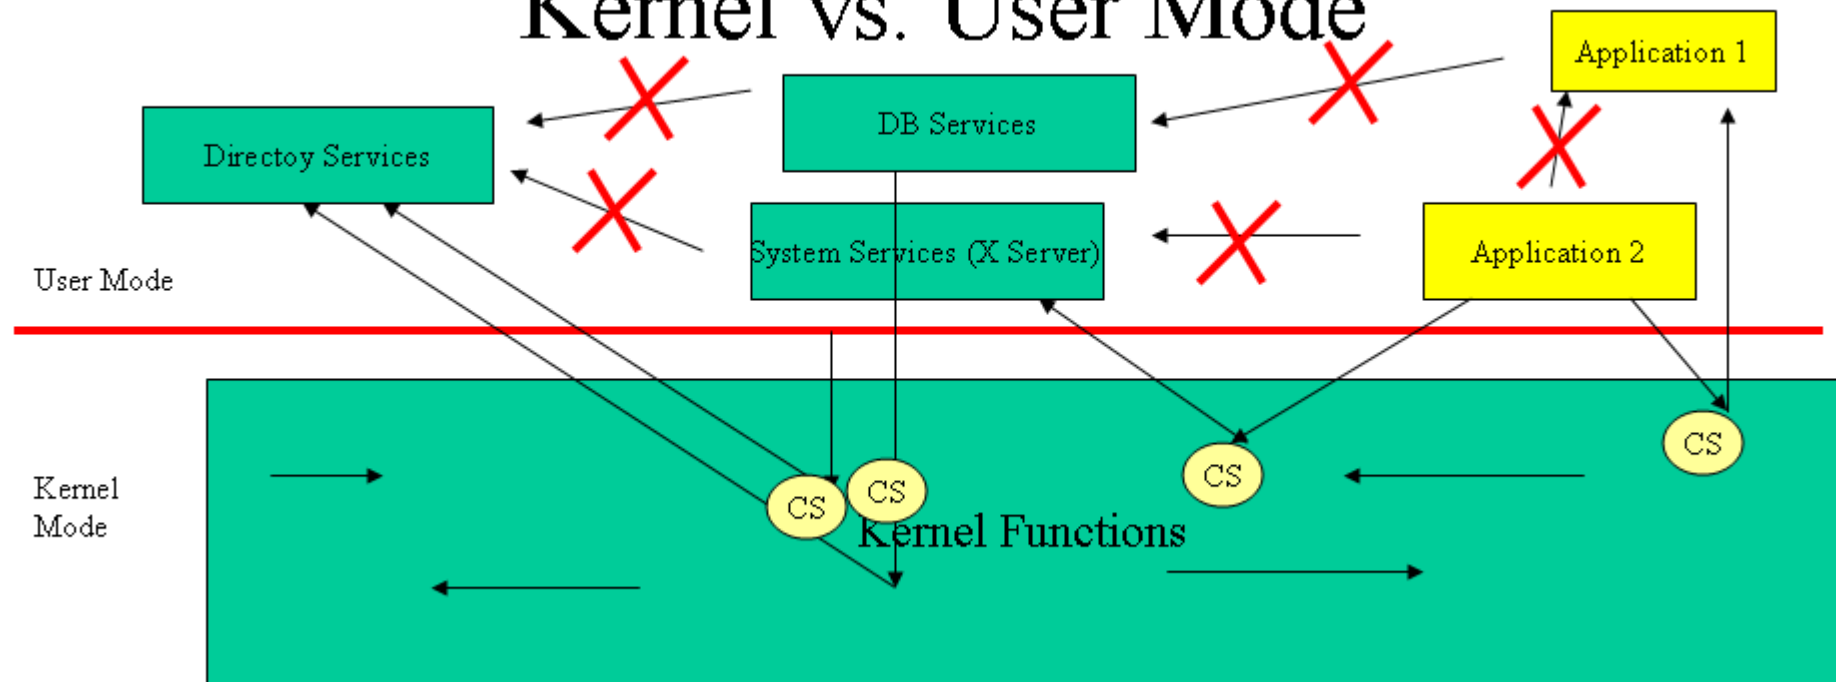 Kernel vs. User Mode
Application 1
DB Services
Directoy Services
System Services (X Server)
Application 2
User Mode
CS
CS
CS
CS
Kernel
Mode
Kernel Functions